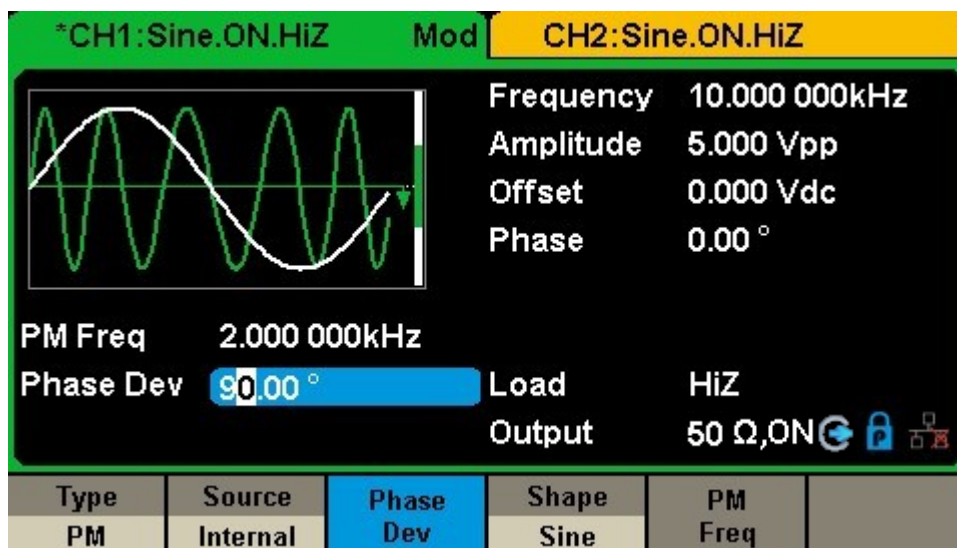 *CH1:Sine.ON.HiZ Mod CH2:Sine.ON.HiZ
Frequency 10.000 000kHz
Amplitude 5.000 Vpp
Offset 0.000 Vdc
Phase 0.00 °
PM Freq 2.000 000kHz
Phase Dev 90.00 °
Load HiZ
Output 50 Ω,ON P
Type Source Phase Dev Shape PM Freq
PM Internal Sine